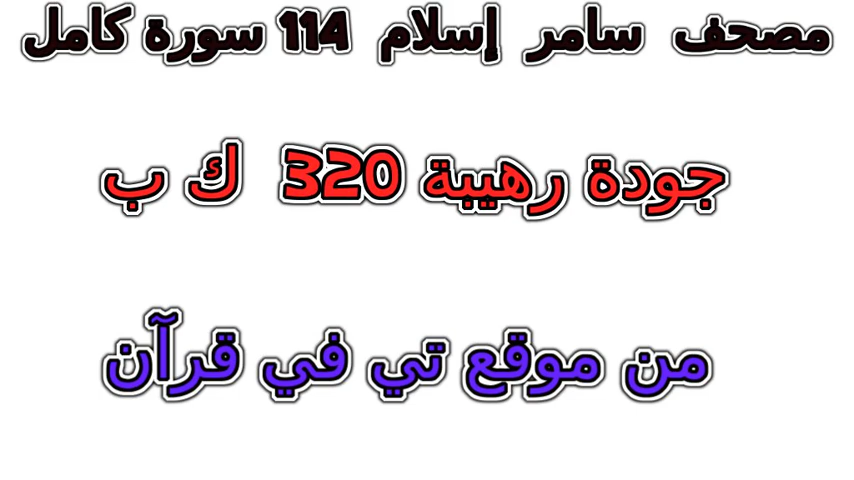 مصحف سامر إسلام 114 سورة كامل
جودة رهيبة 320 ك ب
من موقع تي في قرآن